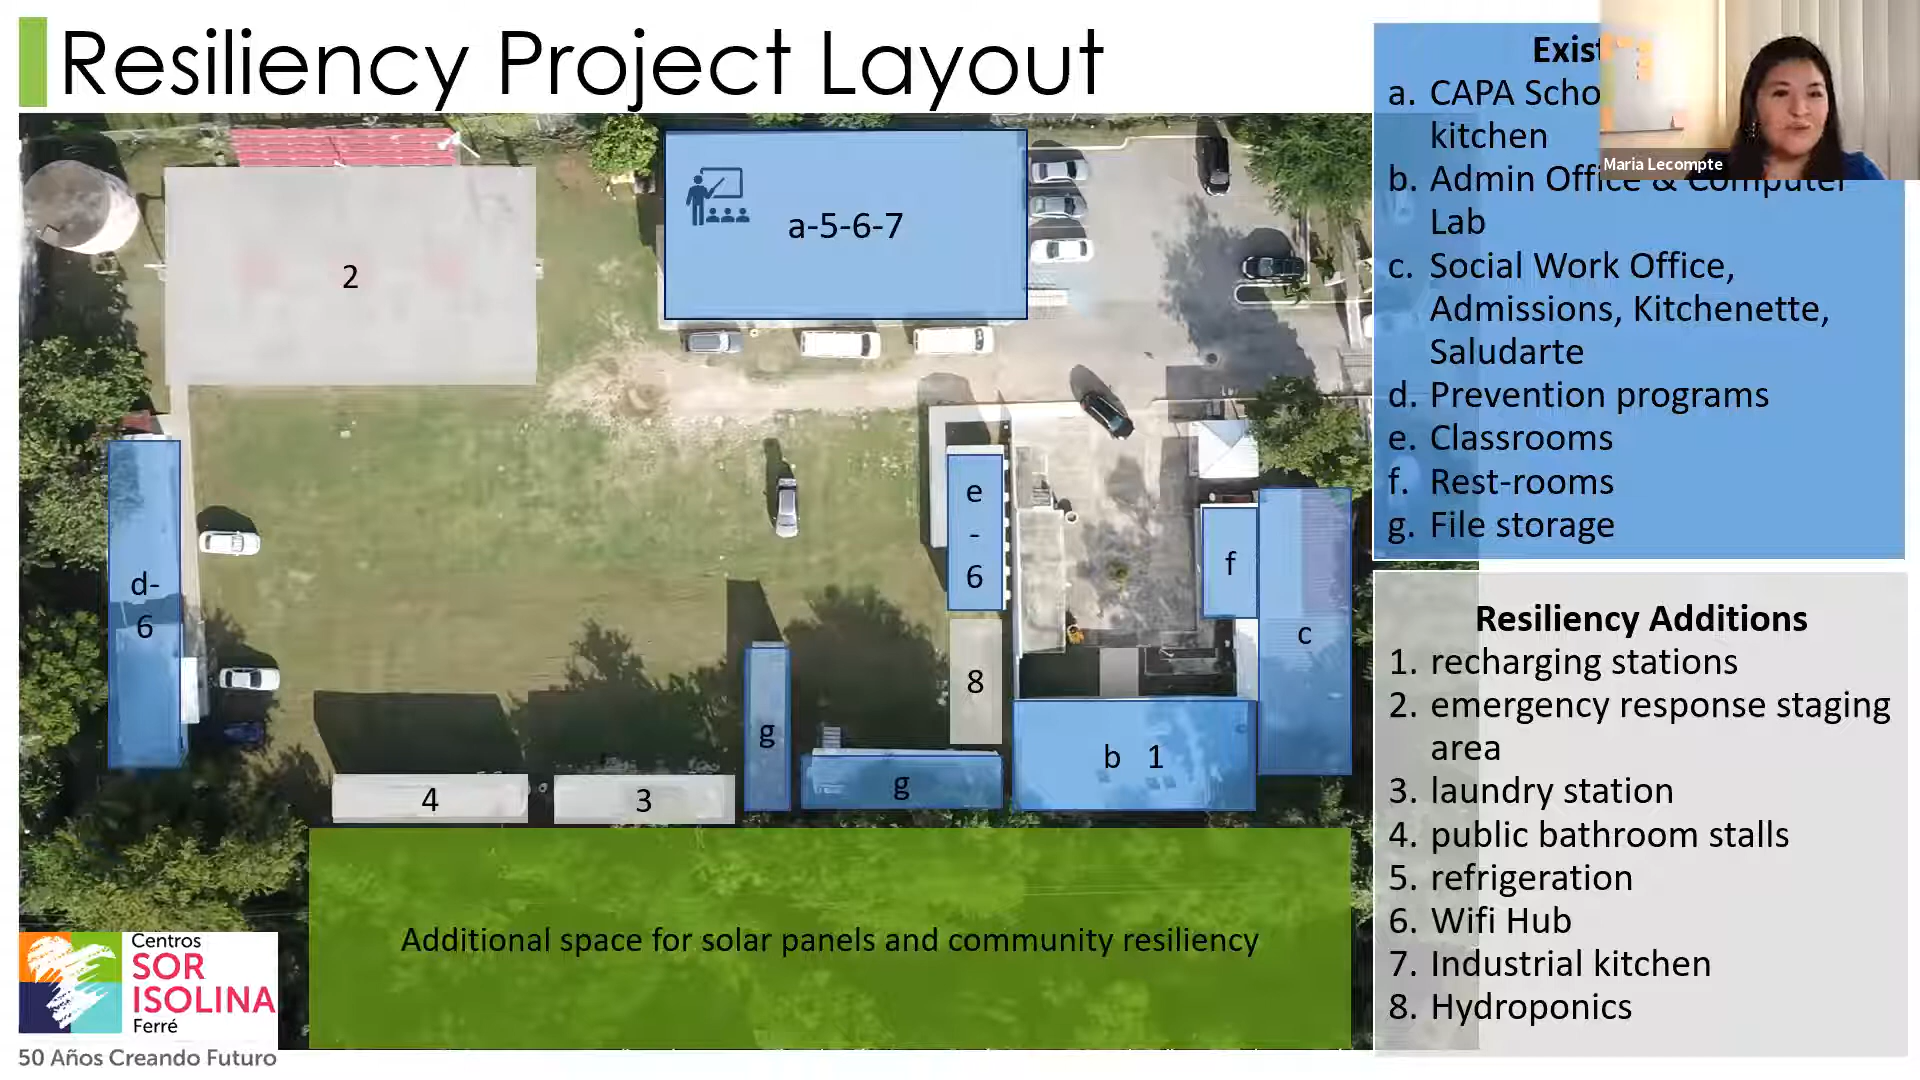 Resiliency Project Layout
2
a-5-6-7
d-
6
e
-
6
f
c
8
g
g
b 1
4
3
Additional space for solar panels and community resiliency
Centros
SOR
ISOLINA
Ferré
50 Años Creando Futuro
a. CAPA
kitchen
b. Admin Office & Computer
Lab
c. Social Work Office,
Admissions, Kitchenette,
Saludarte
d. Prevention programs
e. Classrooms
f. Rest-rooms
g. File storage
Maria Lecompte
Resiliency Additions
1. recharging stations
2. emergency response staging
area
3. laundry station
4. public bathroom stalls
5. refrigeration
6. Wifi Hub
7. Industrial kitchen
8. Hydroponics